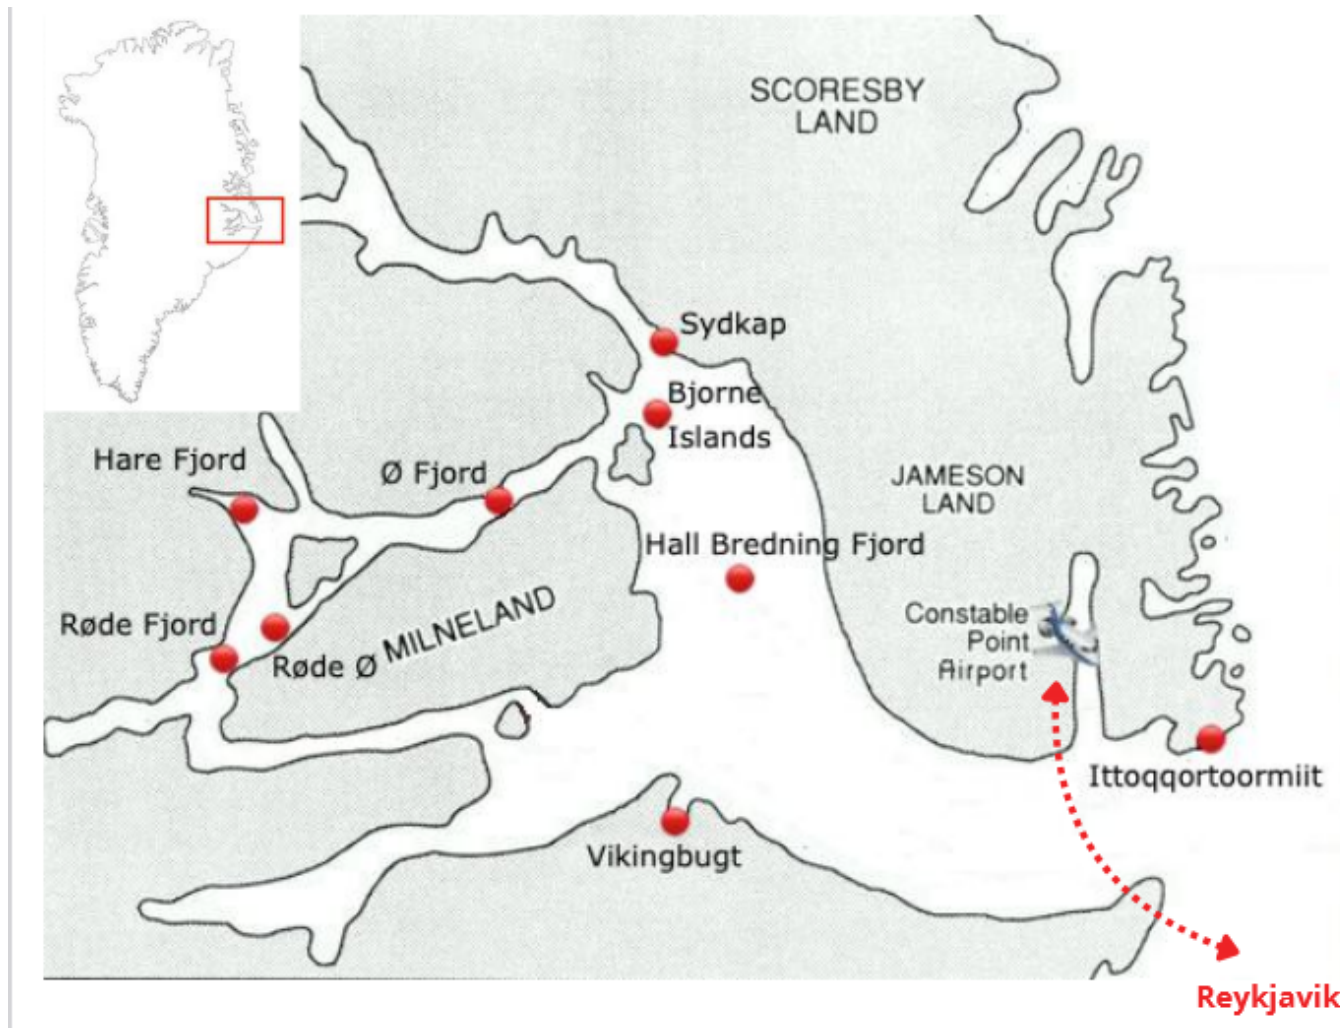 SCORESBY
LAND
Sydkap
Bjorne
Islands
Hare Fjord
Ø Fjord
JAMESON
LAND
Hall Bredning Fjord
MILNELAND
Constable
Point
Airport
Røde Fjord
Røde Ø
Ittoqqortoormiit
Vikingbugt
Reykjavik